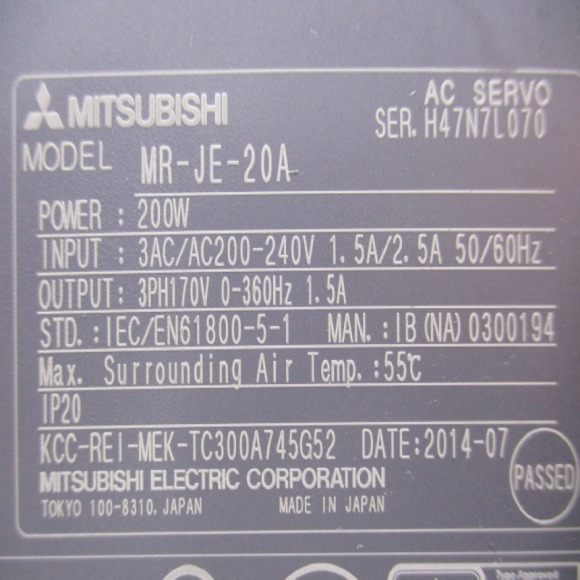 MITSUBISHI AC SERVO
SER. H47N7L070
MODEL MR-JE-20A
POWER : 200W
INPUT : 3AC/AC200-240V 1.5A/2.5A 50/60Hz
OUTPUT: 3PH170V 0-360Hz 1.5A
STD. : IEC/EN61800-5-1 MAN. : IB(NA)0300194
Max. Surrounding Air Temp. :55℃
IP20
KCC-REI-MEK-TC300A745G52 DATE:2014-07
MITSUBISHI ELECTRIC CORPORATION PASSED
TOKYO 100-8310, JAPAN MADE IN JAPAN
Type Approved